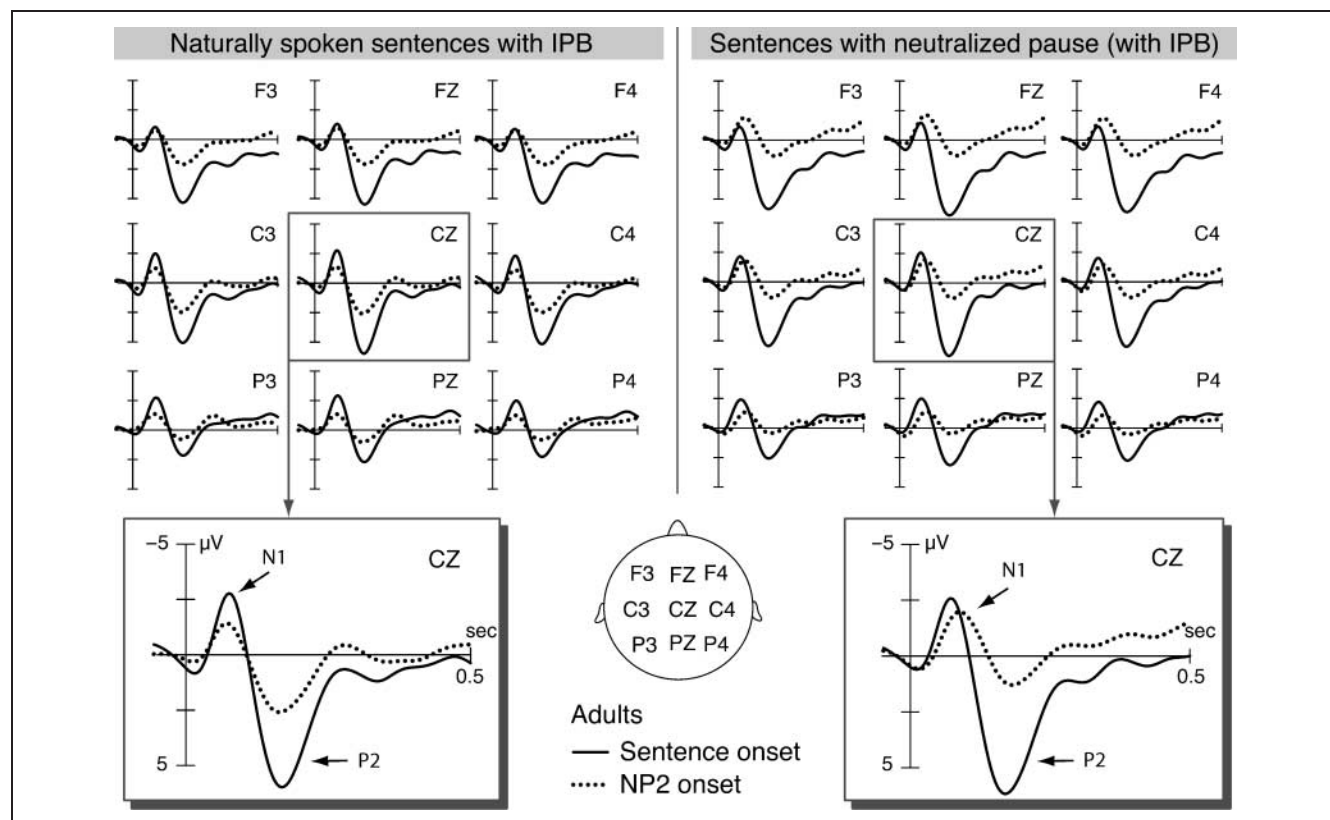 Naturally spoken sentences with IPB
Sentences with neutralized pause (with IPB)
F3 FZ F4
F3 FZ F4
C3 CZ C4
C3 CZ C4
P3 PZ P4
P3 PZ P4
–5 µV CZ
N1
sec
0.5
5
P2
F3 FZ F4
C3 CZ C4
P3 PZ P4
Adults
Sentence onset
NP2 onset
–5 µV CZ
N1
sec
0.5
5
P2